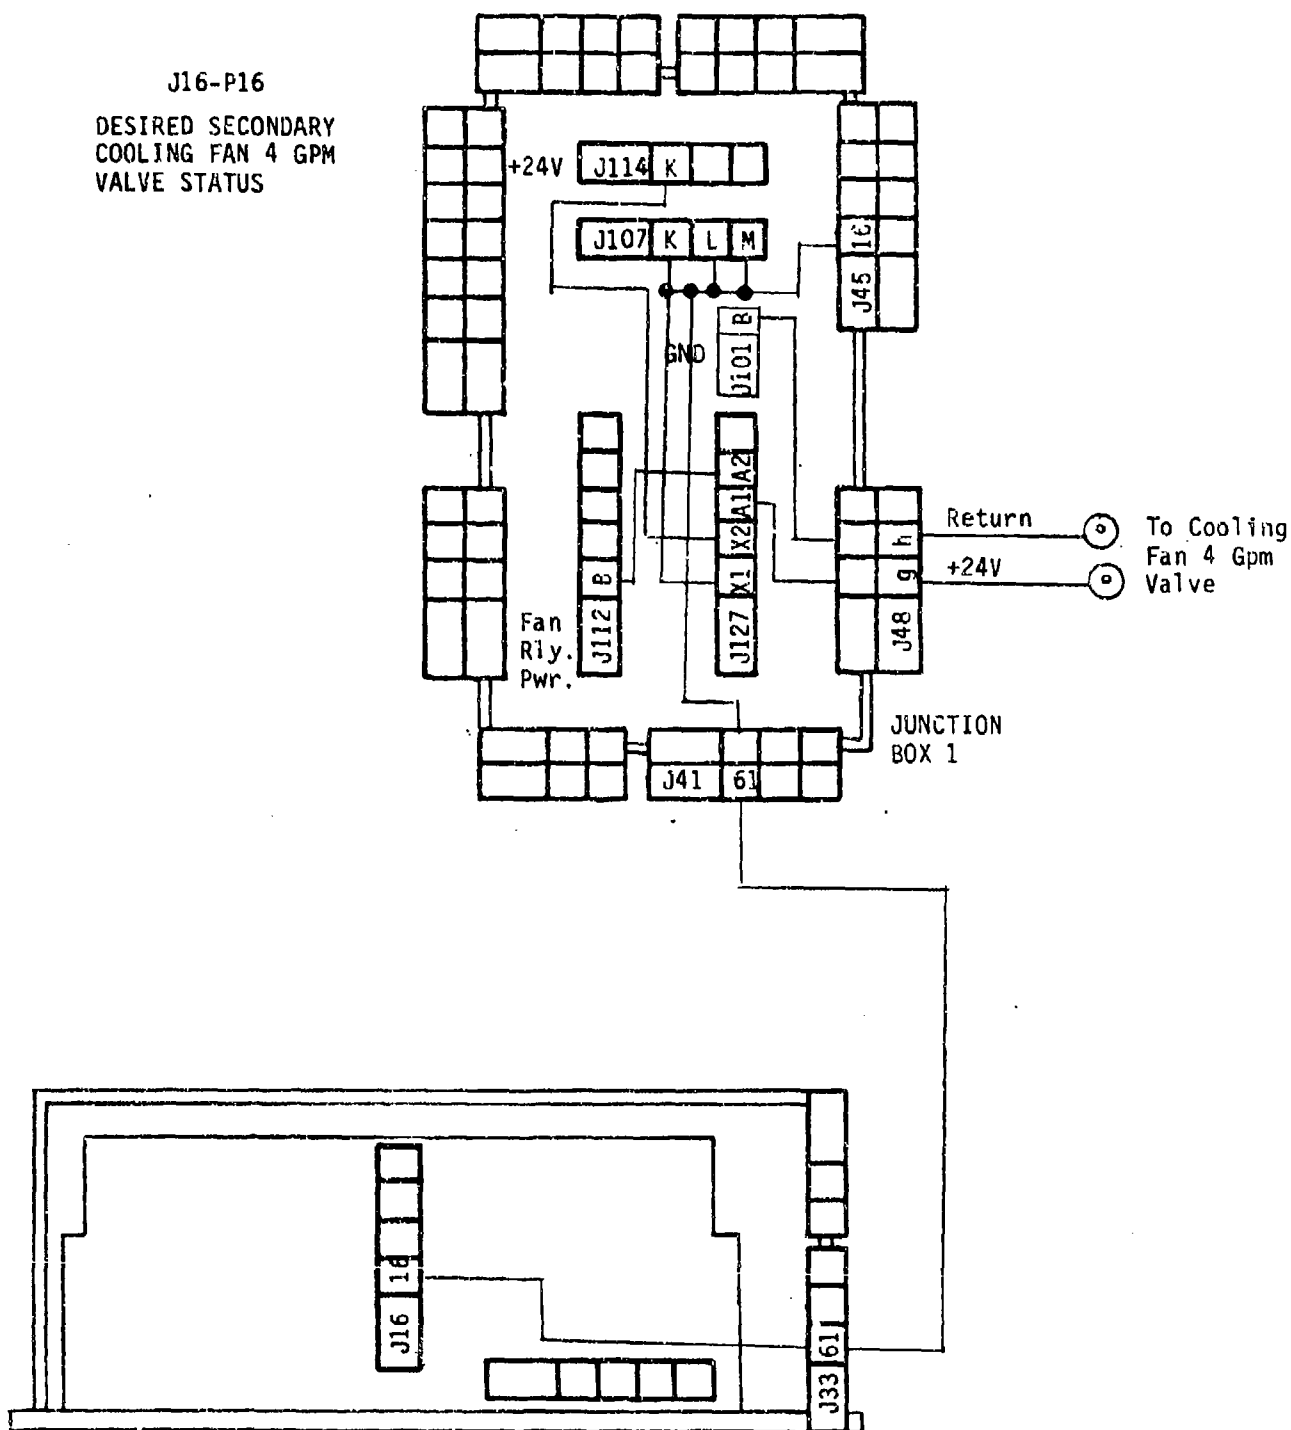 J16-P16
DESIRED SECONDARY
COOLING FAN 4 GPM
VALVE STATUS
+24V
J114 K
J107 K L M
16
J45
B
J101
GND
A2
A1
X2
X1
J127
B
J112
Fan
Rly.
Pwr.
h
g
J48
Return
+24V
To Cooling
Fan 4 Gpm
Valve
JUNCTION
BOX 1
J41 61
J16
61
J33